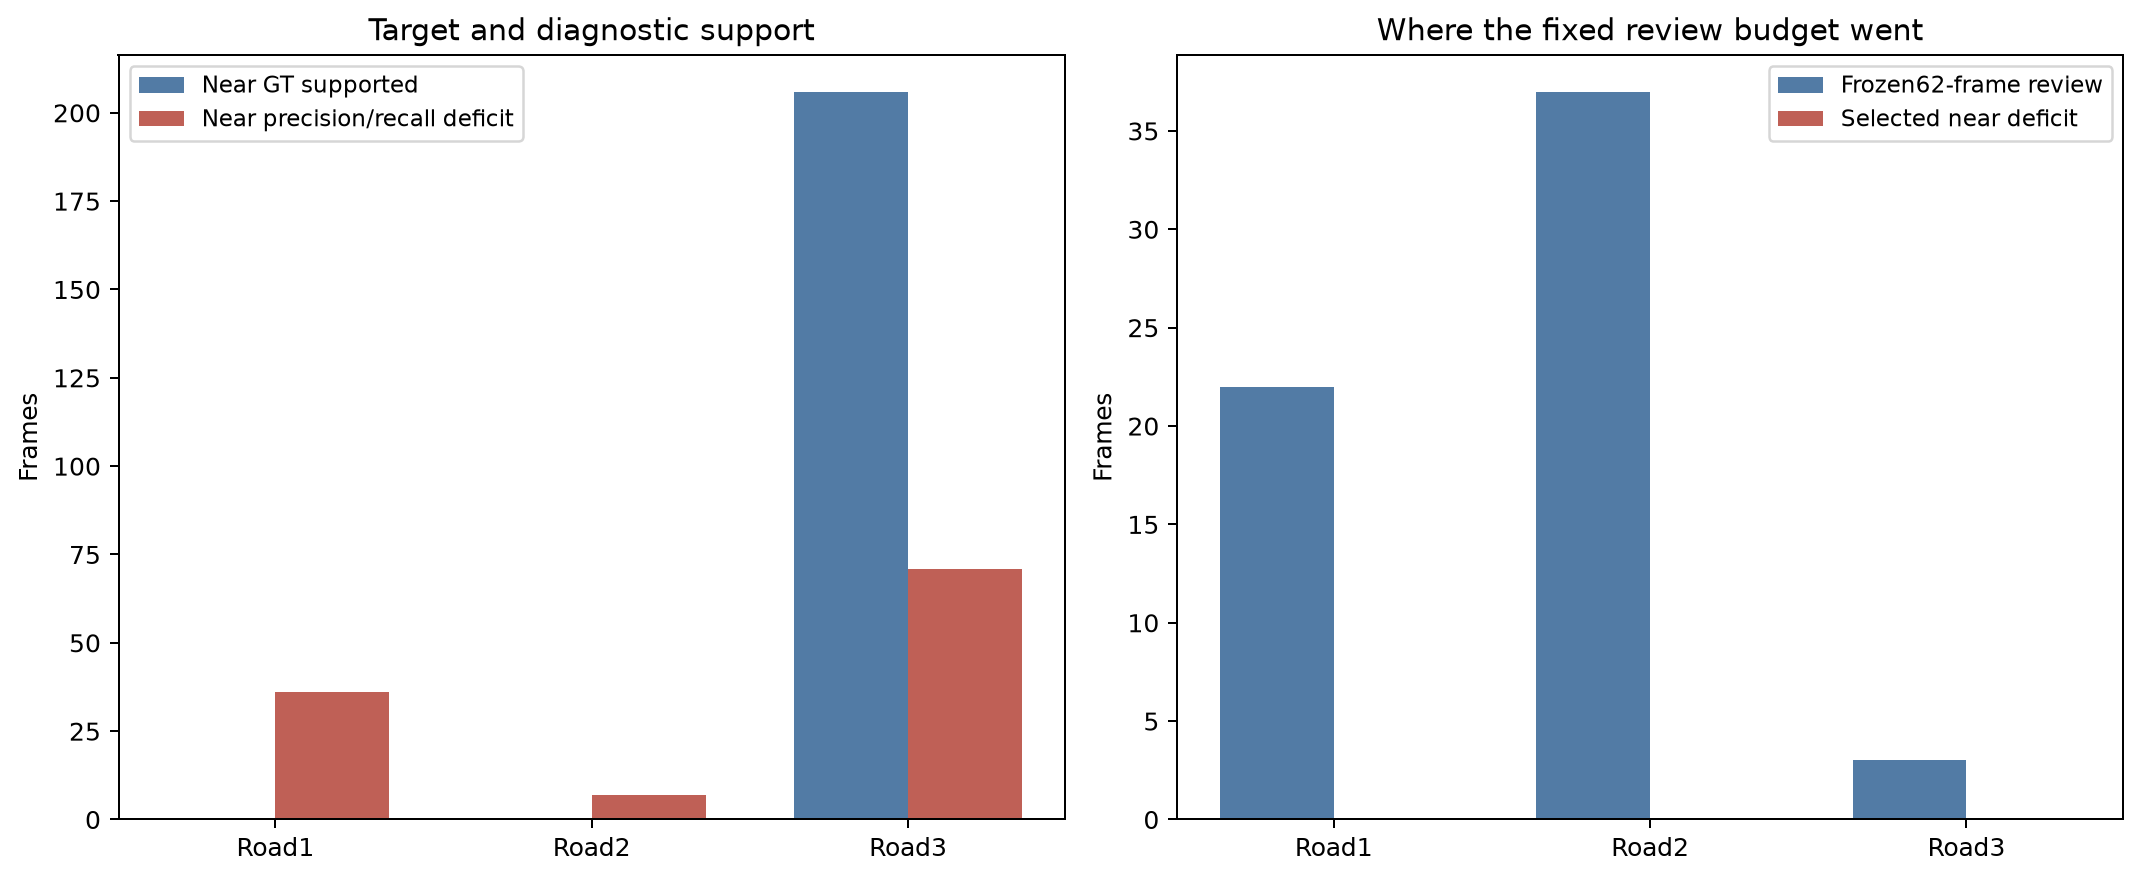 Target and diagnostic support
Near GT supported
Near precision/recall deficit
Frames
200
175
150
125
100
75
50
25
0
Road1 Road2 Road3
Where the fixed review budget went
Frozen62-frame review
Selected near deficit
Frames
35
30
25
20
15
10
5
0
Road1 Road2 Road3